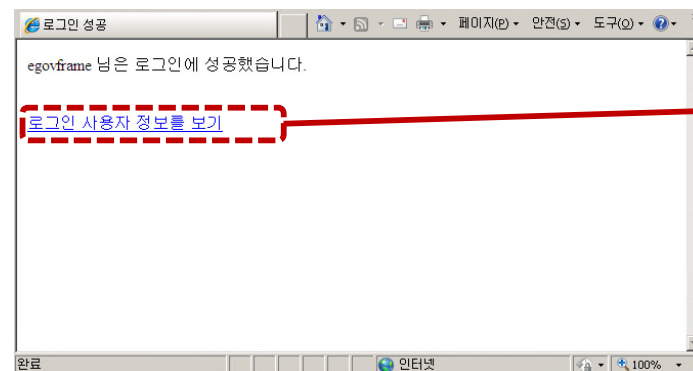 로그인 성공
페이지(P) 안전(S) 도구(O)
egovframe 님은 로그인에 성공했습니다.
로그인 사용자 정보를 보기
완료 인터넷 100%